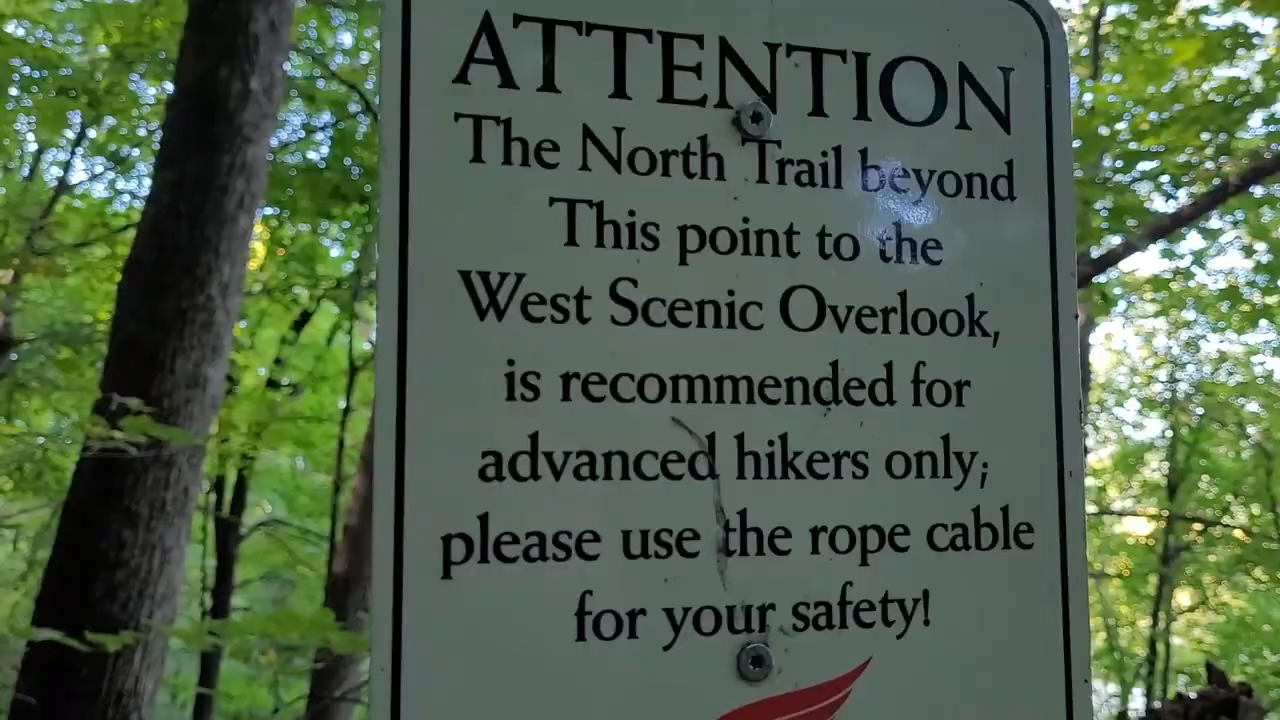 ATTENTION
The North Trail beyond
This point to the
West Scenic Overlook,
is recommended for
advanced hikers only;
please use the rope cable
for your safety!